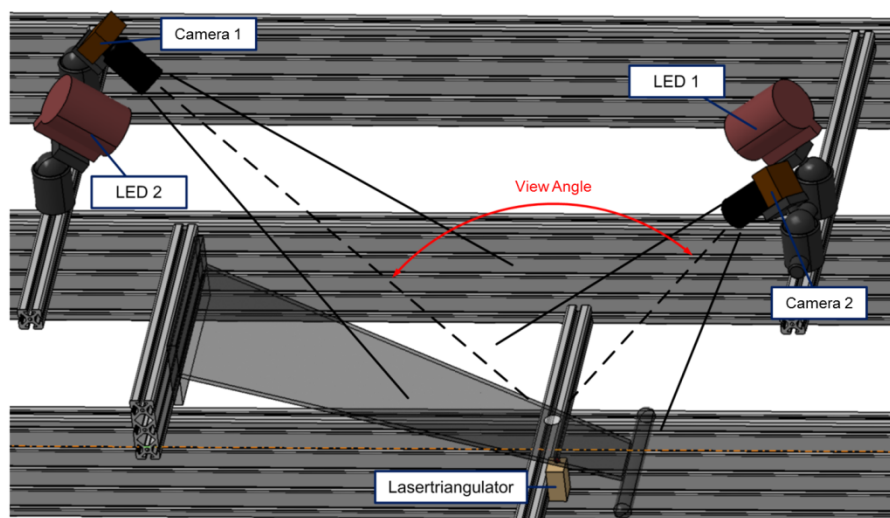 Camera 1
LED 1
LED 2
View Angle
Camera 2
Lasertriangulator